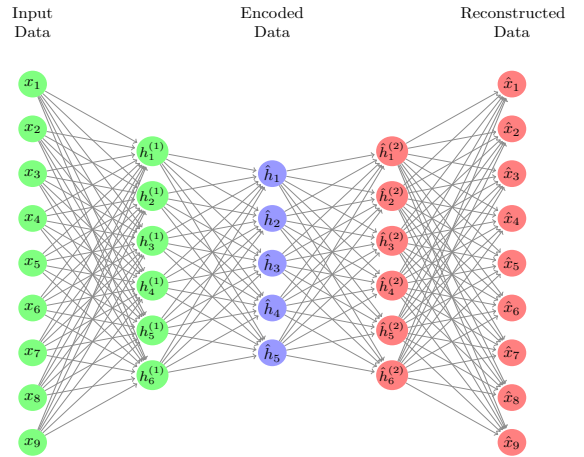 Input
Data
Encoded
Data
Reconstructed
Data
x₁
x₂
x₃
x₄
x₅
x₆
x₇
x₈
x₉
h₁⁽¹⁾
h₂⁽¹⁾
h₃⁽¹⁾
h₄⁽¹⁾
h₅⁽¹⁾
h₆⁽¹⁾
ĥ₁
ĥ₂
ĥ₃
ĥ₄
ĥ₅
ĥ₁⁽²⁾
ĥ₂⁽²⁾
ĥ₃⁽²⁾
ĥ₄⁽²⁾
ĥ₅⁽²⁾
ĥ₆⁽²⁾
x̂₁
x̂₂
x̂₃
x̂₄
x̂₅
x̂₆
x̂₇
x̂₈
x̂₉